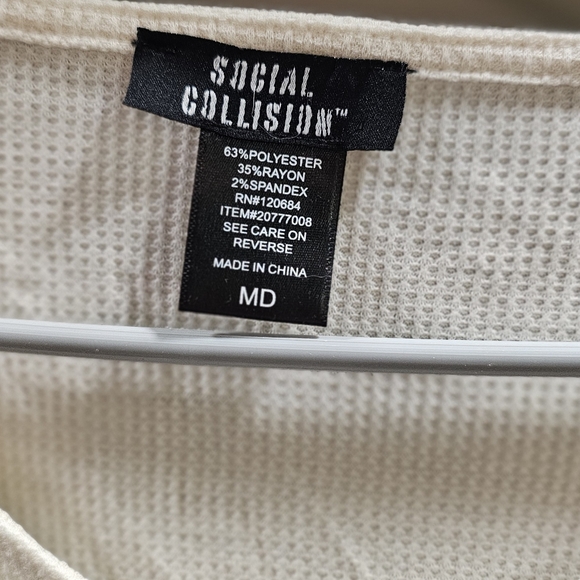 SOCIAL
COLLISION™
63%POLYESTER
35%RAYON
2%SPANDEX
RN#120684
ITEM#20777008
SEE CARE ON
REVERSE
MADE IN CHINA
MD